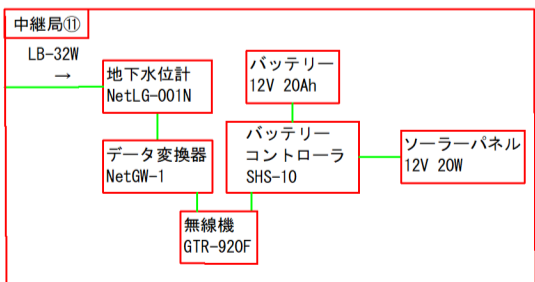 中継局⑪
LB-32W
→
地下水位計
NetLG-001N
バッテリー
12V 20Ah
データ変換器
NetGW-1
バッテリー
コントローラ
SHS-10
ソーラーパネル
12V 20W
無線機
GTR-920F